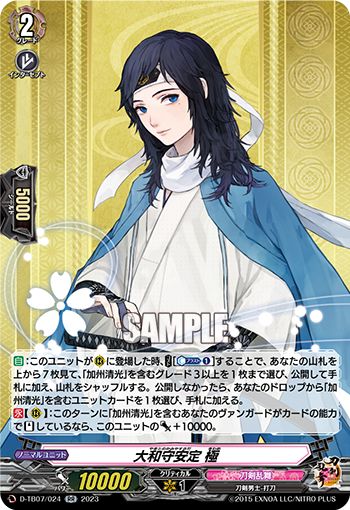 2
グレード
インターセプト
5000
シールド
SAMPLE
自:このユニットがRに登場した時、【コスト】[CB1]することで、あなたの山札を
上から7枚見て、「加州清光」を含むグレード3以上を1枚まで選び、公開して手
札に加え、山札をシャッフルする。公開しなかったら、あなたのドロップから「加
州清光」を含むユニットカードを1枚選び、手札に加える。
永【R】:このターンに「加州清光」を含むあなたのヴァンガードがカードの能力
でスタンドしているなら、このユニットのパワー+10000。
ノーマルユニット
大和守安定 極
刀剣乱舞
パワー
10000
クリティカル
1
刀剣男士・打刀
D-TB07/024 RR 2023
©2015 EXNOA LLC/NITRO PLUS